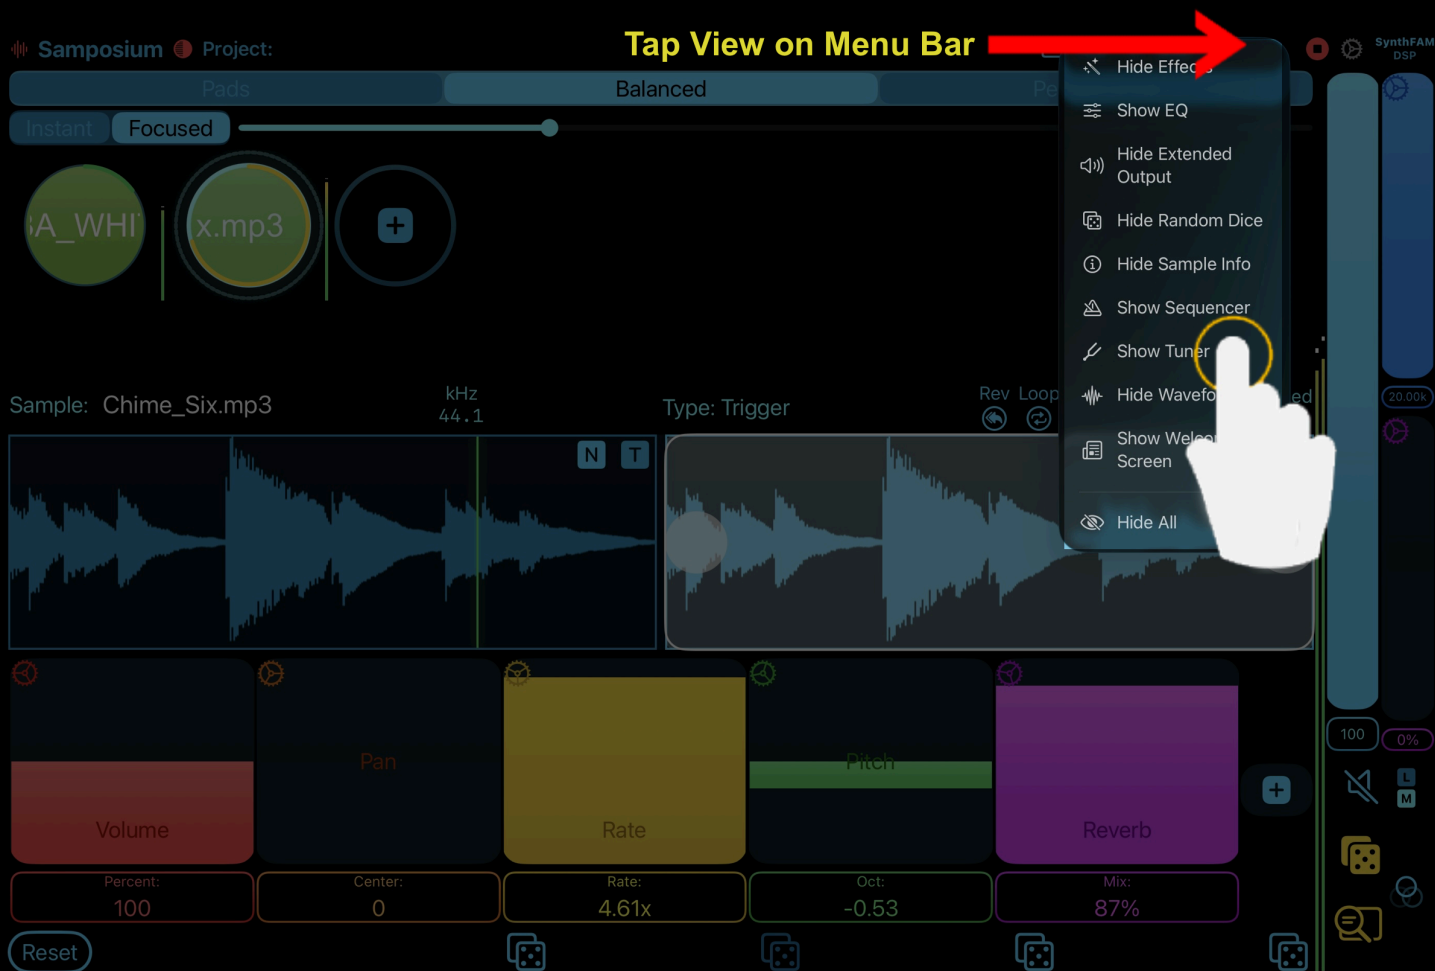 Tap View on Menu Bar
Samposium Project:
SynthFAM
DSP
Pads Balanced
Instant Focused
x.mp3
Hide Effects
Show EQ
Hide Extended
Output
Hide Random Dice
Hide Sample Info
Show Sequencer
Show Tuner
Hide
Show
Screen
Hide All
20.00k
Sample: Chime_Six.mp3
kHz
44.1
Type: Trigger
Rev Loop
N T
Volume Pan Rate Pitch Reverb
Percent: Center: Rate: Oct: Mix:
100 0 4.61x -0.53 87%
100 0%
L
M
Reset